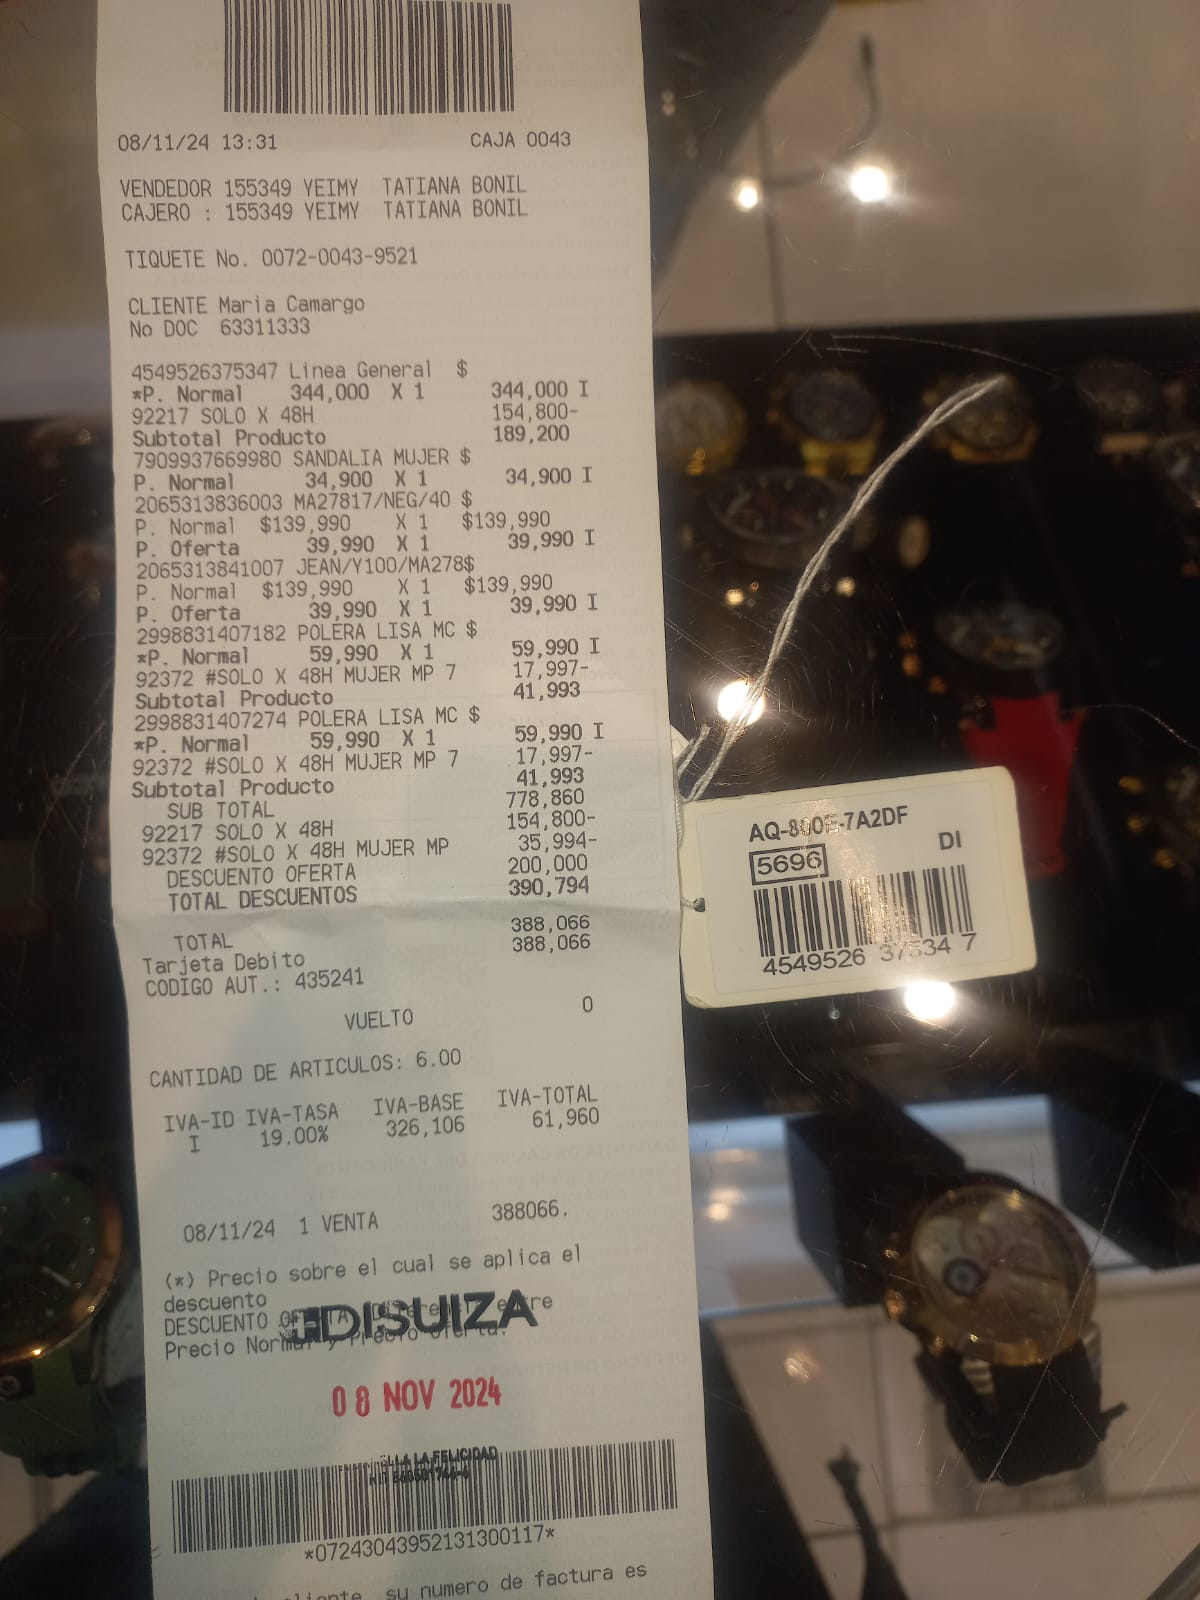 08/11/24 13:31 CAJA 0043
VENDEDOR 155349 YEIMY TATIANA BONIL
CAJERO : 155349 YEIMY TATIANA BONIL
TIQUETE No. 0072-0043-9521
CLIENTE Maria Camargo
No DOC 63311333
4549526375347 Linea General $
*P. Normal 344,000 X 1 344,000 I
92217 SOLO X 48H 154,800-
Subtotal Producto 189,200
7909937669980 SANDALIA MUJER $
P. Normal 34,900 X 1 34,900 I
2065313836003 MA27817/NEG/40 $
P. Normal $139,990 X 1 $139,990
P. Oferta 39,990 X 1 39,990 I
2065313841007 JEAN/Y100/MA278$
P. Normal $139,990 X 1 $139,990
P. Oferta 39,990 X 1 39,990 I
2998831407182 POLERA LISA MC $
*P. Normal 59,990 X 1 59,990 I
92372 #SOLO X 48H MUJER MP 7 17,997-
Subtotal Producto 41,993
2998831407274 POLERA LISA MC $
*P. Normal 59,990 X 1 59,990 I
92372 #SOLO X 48H MUJER MP 7 17,997-
Subtotal Producto 41,993
SUB TOTAL 778,860
92217 SOLO X 48H 154,800-
92372 #SOLO X 48H MUJER MP 35,994-
DESCUENTO OFERTA 200,000
TOTAL DESCUENTOS 390,794
TOTAL 388,066
Tarjeta Debito 388,066
CODIGO AUT.: 435241
VUELTO 0
CANTIDAD DE ARTICULOS: 6.00
IVA-ID IVA-TASA IVA-BASE IVA-TOTAL
I 19.00% 326,106 61,960
08/11/24 1 VENTA 388066.
(*) Precio sobre el cual se aplica el
descuento
DESCUENTO OFERTA Diferencia entre
Precio Normal y Precio Oferta.
DISUIZA
08 NOV 2024
LA FELICIDAD
*07243043952131300117*
cliente su numero de factura es
AQ-800E-7A2DF
DI
5696
4549526 37534 7